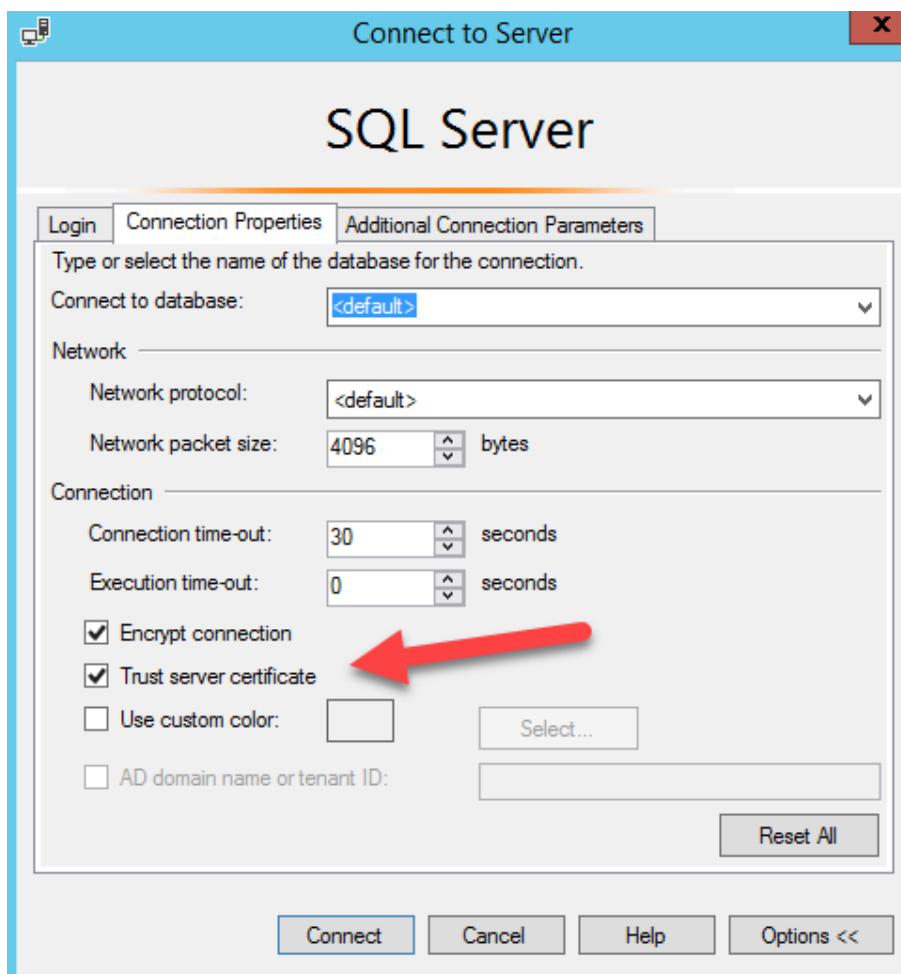 Connect to Server
X
SQL Server
Login Connection Properties Additional Connection Parameters
Type or select the name of the database for the connection.
Connect to database: <default>
Network
Network protocol: <default>
Network packet size: 4096 bytes
Connection
Connection time-out: 30 seconds
Execution time-out: 0 seconds
Encrypt connection
Trust server certificate
Use custom color: Select...
AD domain name or tenant ID:
Reset All
Connect Cancel Help Options <<